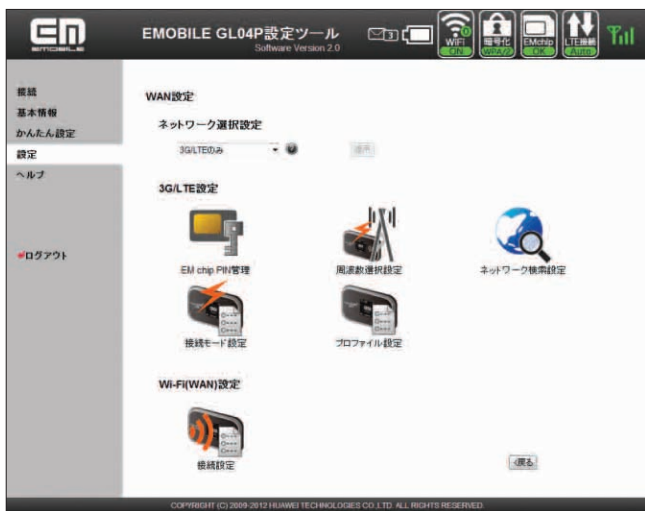 EM
EMOBILE
EMOBILE GL04P設定ツール
Software Version 2.0
3
WiFi
ON
暗号化
WPA/2
EMchip
OK
LTE接続
Auto
接続
基本情報
かんたん設定
設定
ヘルプ
ログアウト
WAN設定
ネットワーク選択設定
3G/LTEのみ
適用
3G/LTE設定
EM chip PIN管理
周波数選択設定
ネットワーク検索設定
接続モード設定
プロファイル設定
Wi-Fi(WAN)設定
接続設定
戻る
COPYRIGHT (C) 2009-2012 HUAWEI TECHNOLOGIES CO.,LTD. ALL RIGHTS RESERVED.